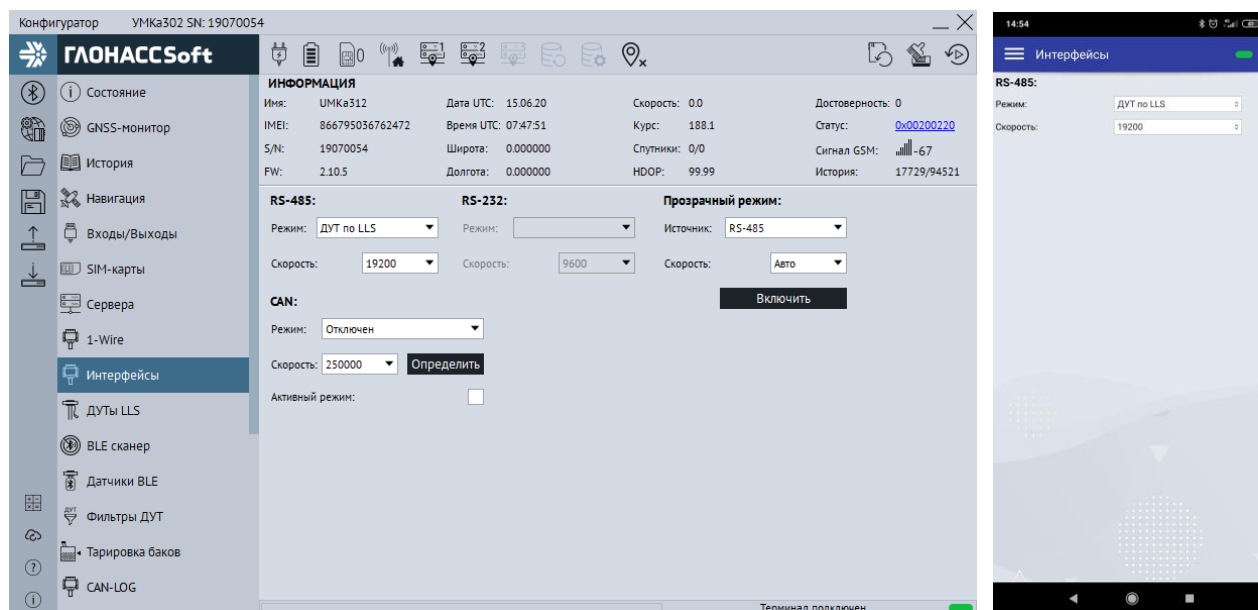 Конфигуратор УМКа302 SN: 19070054
ГЛОНАССSoft
0 1 2
Состояние
GNSS-монитор
История
Навигация
Входы/Выходы
SIM-карты
Сервера
1-Wire
Интерфейсы
ДУТы LLS
BLE сканер
Датчики BLE
Фильтры ДУТ
Тарировка баков
CAN-LOG
ИНФОРМАЦИЯ
Имя: UMKa312 Дата UTC: 15.06.20 Скорость: 0.0 Достоверность: 0
IMEI: 866795036762472 Время UTC: 07:47:51 Курс: 188.1 Статус: 0x00200220
S/N: 19070054 Широта: 0.000000 Спутники: 0/0 Сигнал GSM: -67
FW: 2.10.5 Долгота: 0.000000 HDOP: 99.99 История: 17729/94521
RS-485: RS-232: Прозрачный режим:
Режим: ДУТ по LLS Режим: Источник: RS-485
Скорость: 19200 Скорость: 9600 Скорость: Авто
CAN: Включить
Режим: Отключен
Скорость: 250000 Определить
Активный режим:
Терминал подключен
14:54
Интерфейсы
RS-485:
Режим: ДУТ по LLS
Скорость: 19200